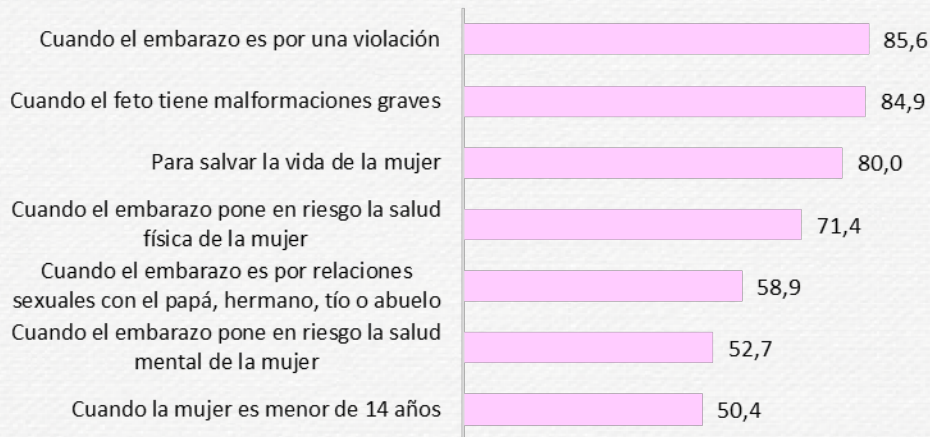 Cuando el embarazo es por una violación
85,6
Cuando el feto tiene malformaciones graves
84,9
Para salvar la vida de la mujer
80,0
Cuando el embarazo pone en riesgo la salud
física de la mujer
71,4
Cuando el embarazo es por relaciones
sexuales con el papá, hermano, tío o abuelo
58,9
Cuando el embarazo pone en riesgo la salud
mental de la mujer
52,7
Cuando la mujer es menor de 14 años
50,4